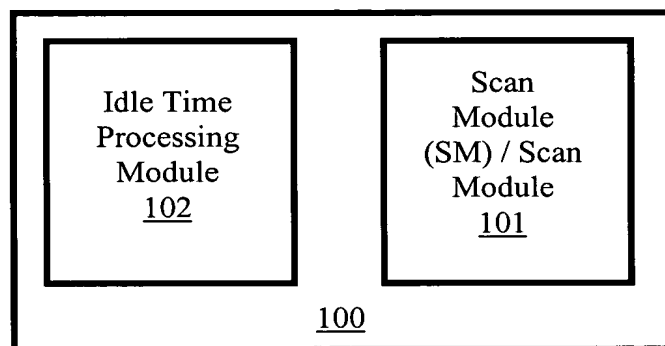 Idle Time
Processing
Module
102
Scan
Module
(SM) / Scan
Module
101
100